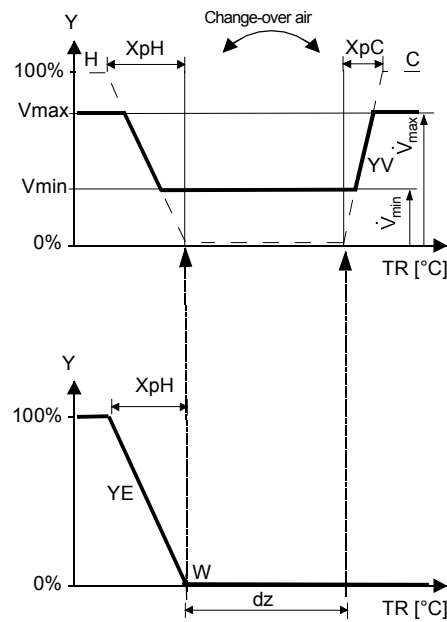 Change-over air
Y
XpH
XpC
H
C
100%
Vmax
YV
V̇max
Vmin
V̇min
0%
TR [°C]
Y
XpH
100%
YE
W
0%
dz
TR [°C]